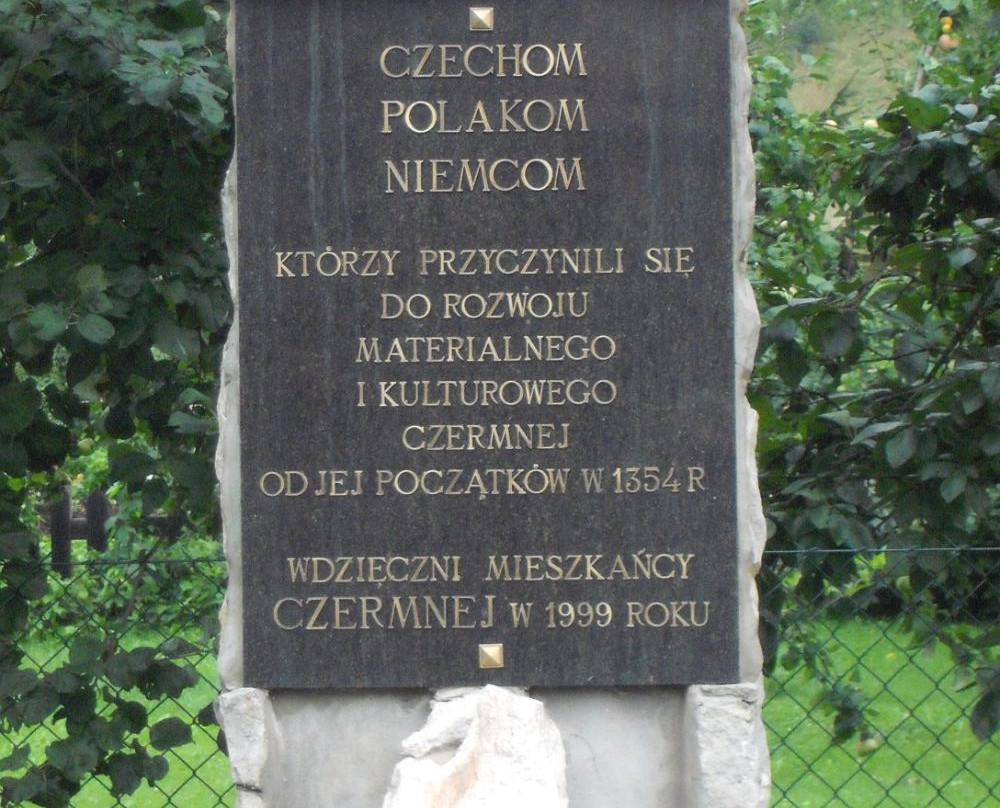 CZECHOM
POLAKOM
NIEMCOM
KTÓRZY PRZYCZYNILI SIĘ
DO ROZWOJU
MATERIALNEGO
I KULTUROWEGO
CZERMNEJ
OD JEJ POCZĄTKÓW W 1354 R
WDZIĘCZNI MIESZKAŃCY
CZERMNEJ W 1999 ROKU